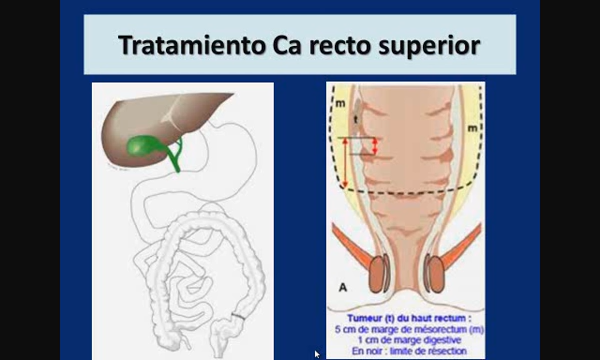 Tratamiento Ca recto superior
m
t
m
A
Tumeur (t) du haut rectum :
5 cm de marge de mésorectum (m)
1 cm de marge digestive
En noir : limite de résection